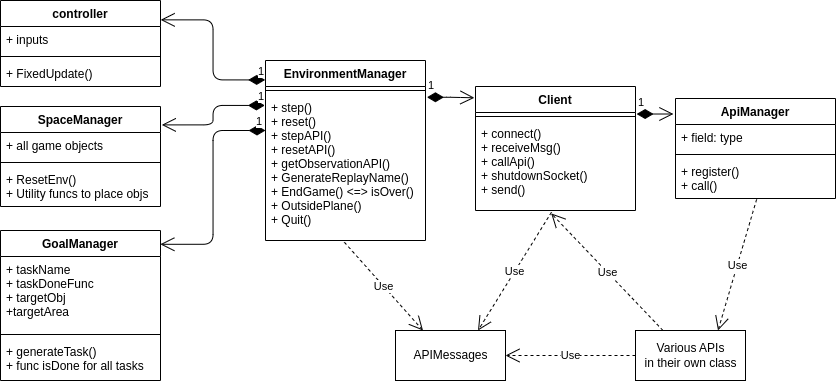 controller
+ inputs
+ FixedUpdate()
SpaceManager
+ all game objects
+ ResetEnv()
+ Utility funcs to place objs
GoalManager
+ taskName
+ taskDoneFunc
+ targetObj
+targetArea
+ generateTask()
+ func isDone for all tasks
1
1
1
EnvironmentManager
+ step()
+ reset()
+ stepAPI()
+ resetAPI()
+ getObservationAPI()
+ GenerateReplayName()
+ EndGame() <=> isOver()
+ OutsidePlane()
+ Quit()
1
Client
+ connect()
+ receiveMsg()
+ callApi()
+ shutdownSocket()
+ send()
1
ApiManager
+ field: type
+ register()
+ call()
Use
Use
Use
Use
APIMessages
Use
Various APIs
in their own class